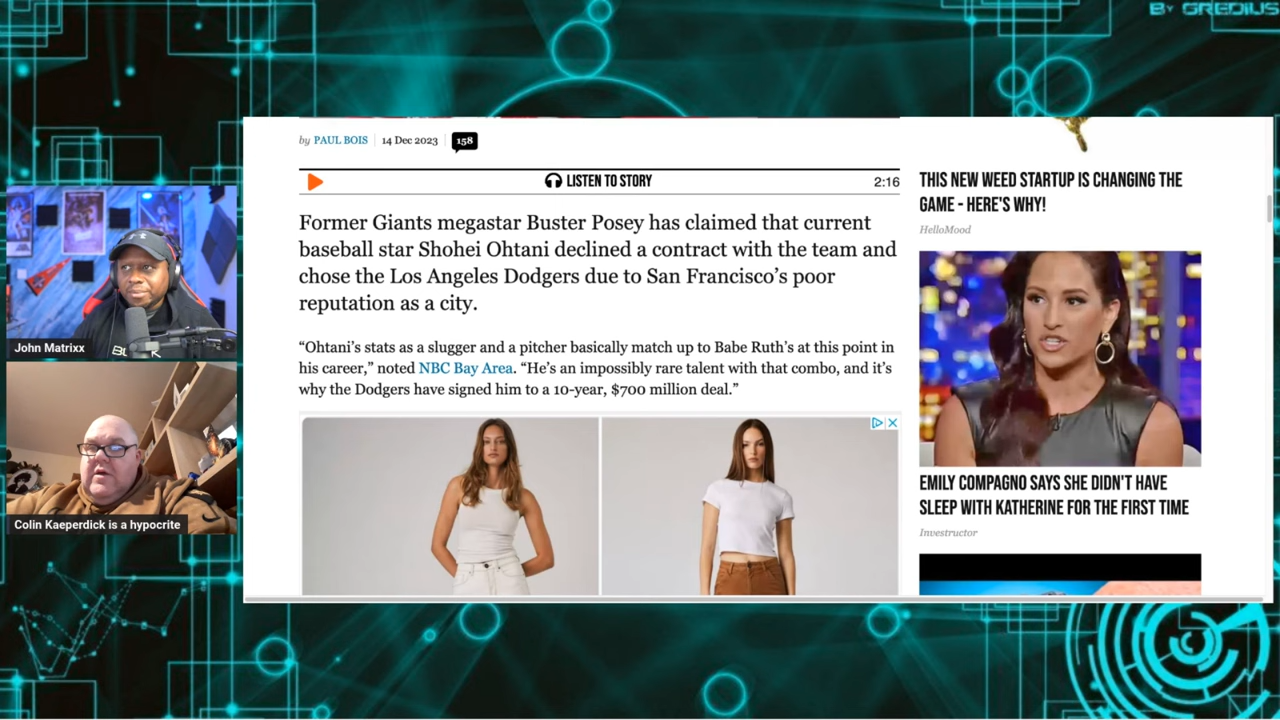 By GREDIUS
by PAUL BOIS 14 Dec 2023 158
LISTEN TO STORY 2:16
Former Giants megastar Buster Posey has claimed that current
baseball star Shohei Ohtani declined a contract with the team and
chose the Los Angeles Dodgers due to San Francisco’s poor
reputation as a city.
“Ohtani’s stats as a slugger and a pitcher basically match up to Babe Ruth’s at this point in
his career,” noted NBC Bay Area. “He’s an impossibly rare talent with that combo, and it’s
why the Dodgers have signed him to a 10-year, $700 million deal.”
THIS NEW WEED STARTUP IS CHANGING THE
GAME - HERE'S WHY!
HelloMood
EMILY COMPAGNO SAYS SHE DIDN'T HAVE
SLEEP WITH KATHERINE FOR THE FIRST TIME
Investructor
John Matrixx
Colin Kaeperdick is a hypocrite